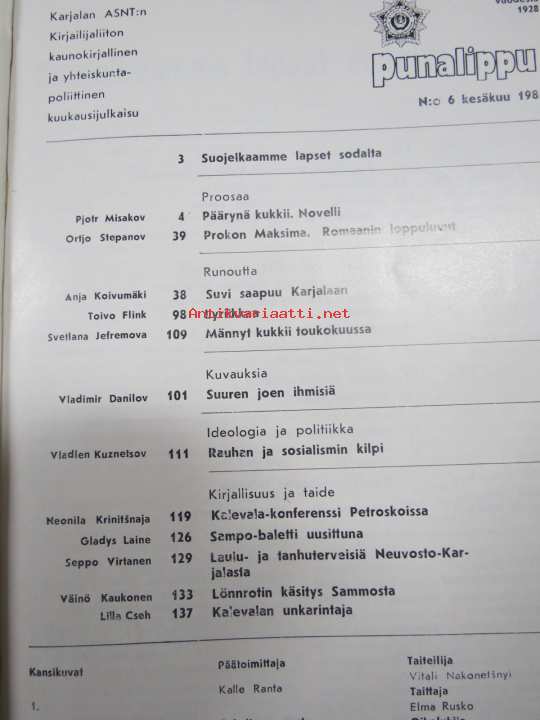 Karjalan ASNT:n
Kirjailijaliiton
kaunokirjallinen
ja yhteiskunta-
poliittinen
kuukausijulkaisu
1928
punalippu
N:o 6 kesäkuu 198
3 Suojelkaamme lapset sodalta
Proosaa
Pjotr Misakov 4 Päärynä kukkii. Novelli
Ortjo Stepanov 39 Prokon Maksima. Romaanin loppuluvut
Runoutta
Anja Koivumäki 38 Suvi saapuu Karjalaan
Antykvariaatti.net
Toivo Flink 98 Lyriikkaa
Svetlana Jefremova 109 Männyt kukkii toukokuussa
Kuvauksia
Vladimir Danilov 101 Suuren joen ihmisiä
Ideologia ja politiikka
Vladlen Kuznetsov 111 Rauhan ja sosialismin kilpi
Kirjallisuus ja taide
Neonila Krinitšnaja 119 Kalevala-konferenssi Petroskoissa
Gladys Laine 126 Sampo-baletti uusittuna
Seppo Virtanen 129 Laulu- ja tanhuterveisiä Neuvosto-Kar-
jalasta
Väinö Kaukonen 133 Lönnrotin käsitys Sammosta
Lilla Cseh 137 Kalevalan unkarintaja
Kansikuvat
1.
Päätoimittaja
Kalle Ranta
Taiteilija
Vitali Nakonetšnyi
Taittaja
Elma Rusko